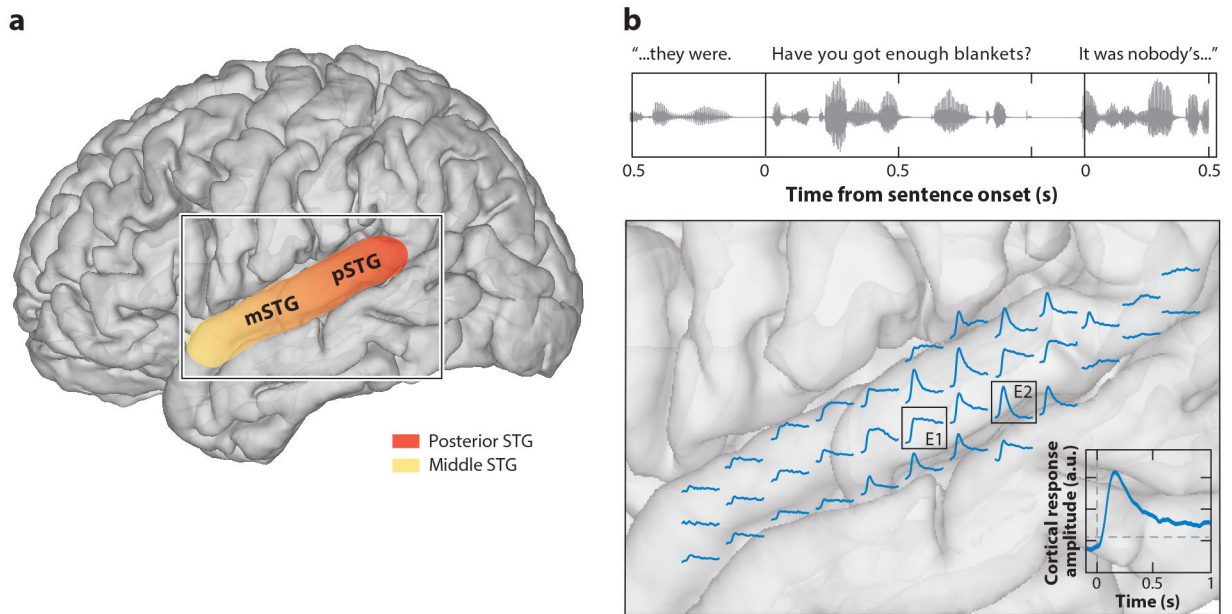 a
mSTG
pSTG
Posterior STG
Middle STG
b
"...they were.
Have you got enough blankets?
It was nobody's..."
0.5
0
0.5
0
0.5
Time from sentence onset (s)
E1
E2
Cortical response
amplitude (a.u.)
0
0.5
1
Time (s)